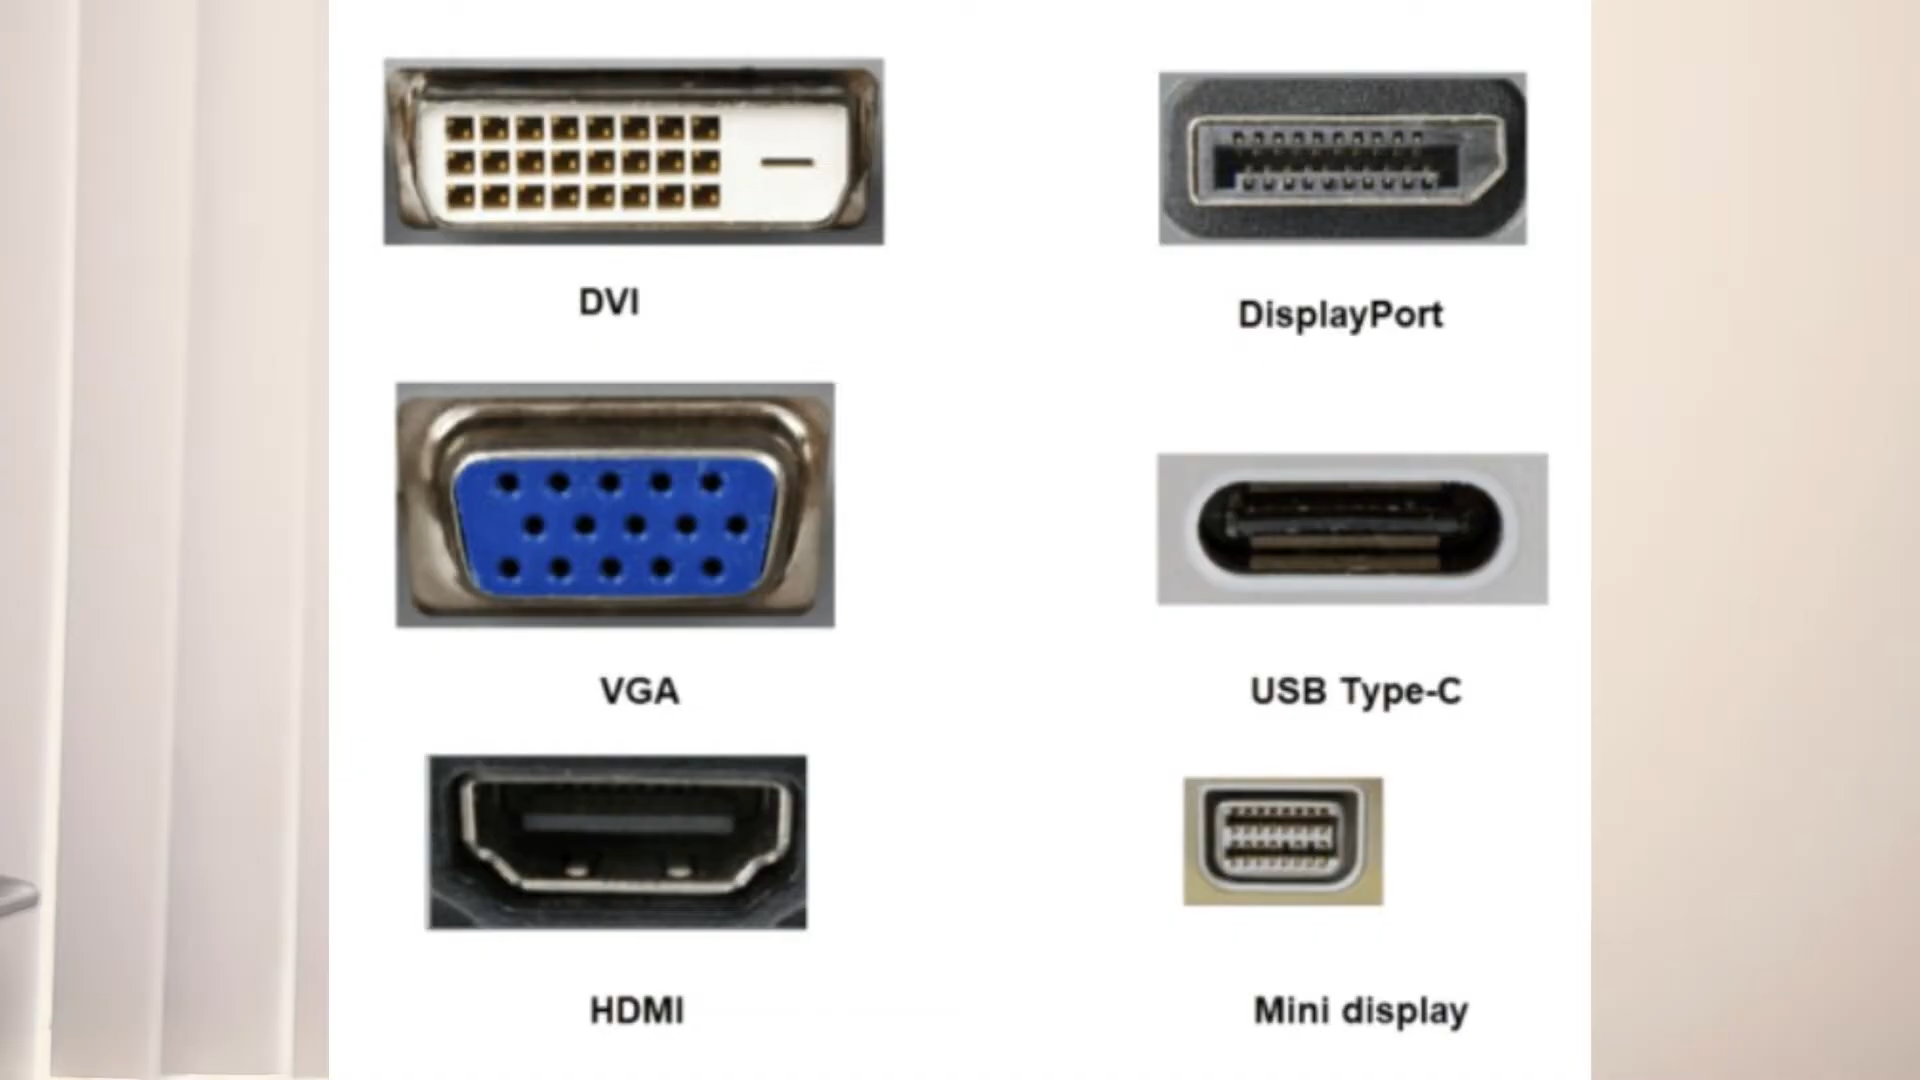 DVI
DisplayPort
VGA
USB Type-C
HDMI
Mini display